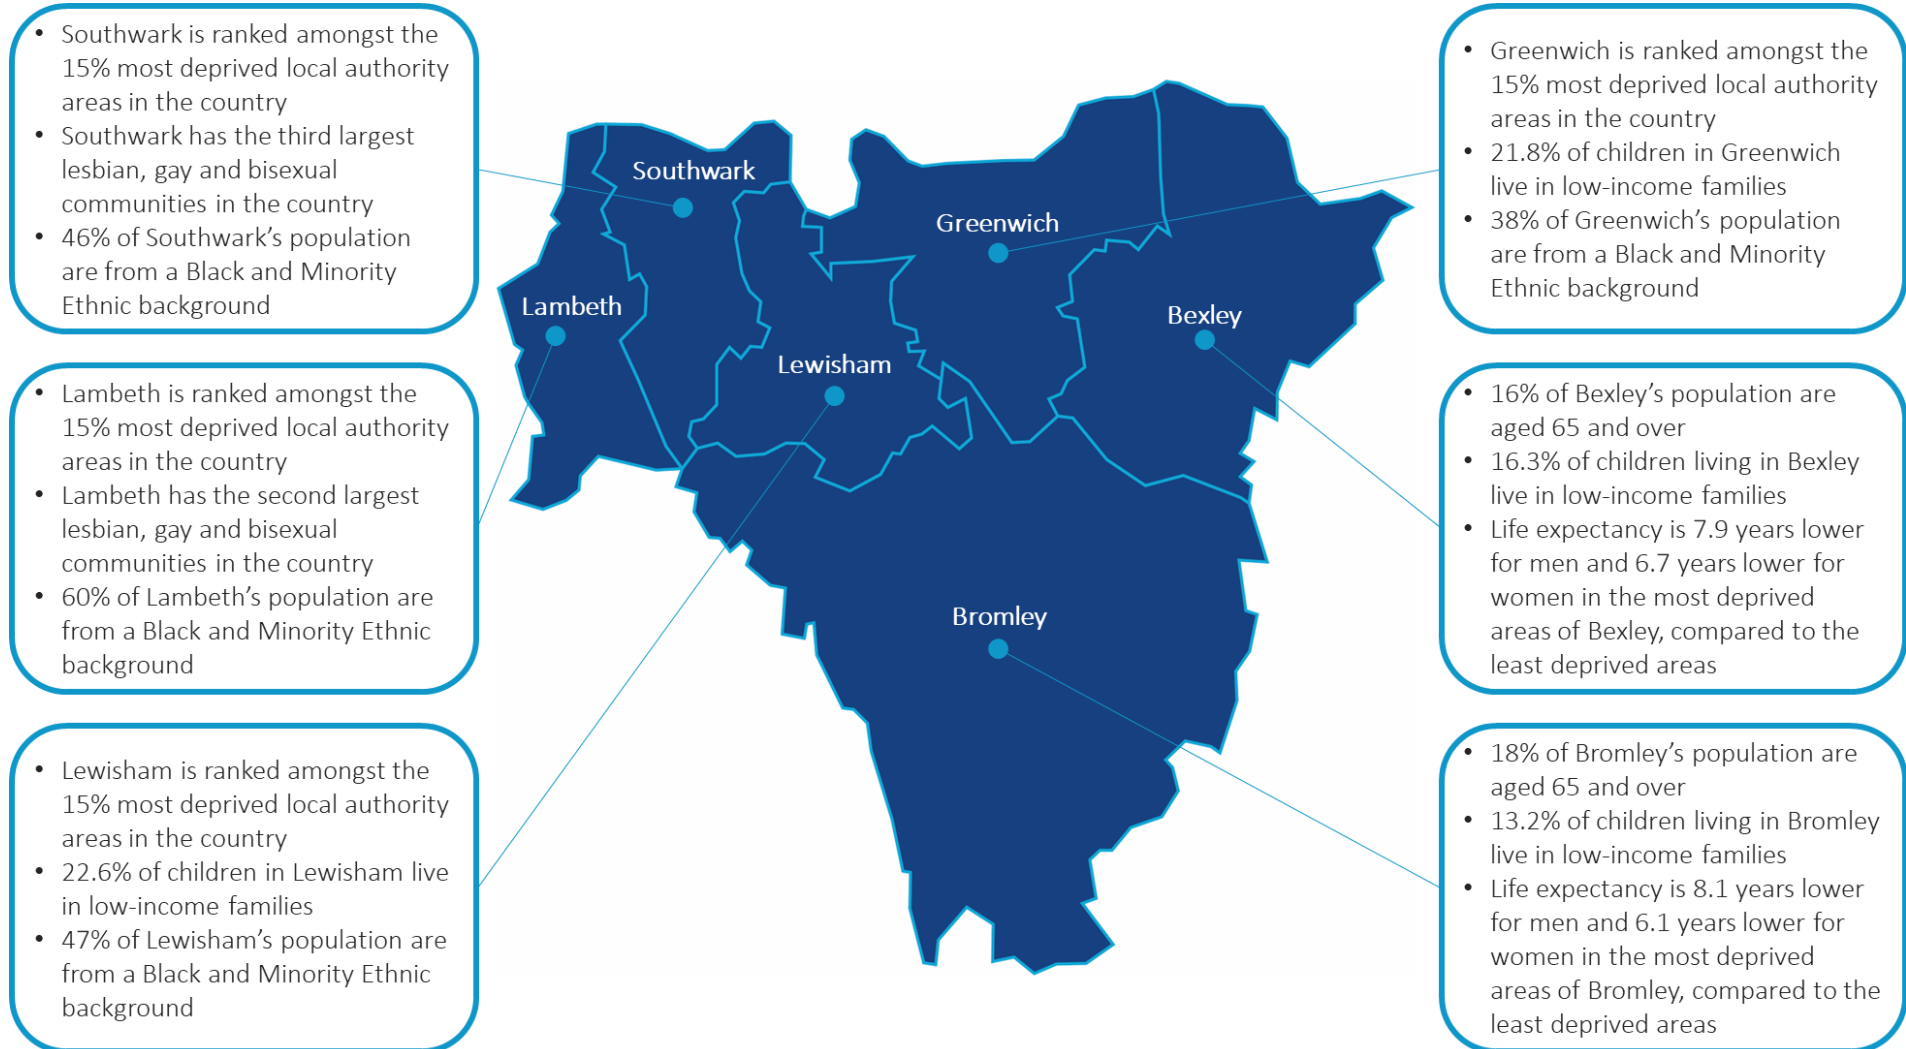 • Southwark is ranked amongst the
15% most deprived local authority
areas in the country
• Southwark has the third largest
lesbian, gay and bisexual
communities in the country
• 46% of Southwark’s population
are from a Black and Minority
Ethnic background
• Lambeth is ranked amongst the
15% most deprived local authority
areas in the country
• Lambeth has the second largest
lesbian, gay and bisexual
communities in the country
• 60% of Lambeth’s population are
from a Black and Minority Ethnic
background
• Lewisham is ranked amongst the
15% most deprived local authority
areas in the country
• 22.6% of children in Lewisham live
in low-income families
• 47% of Lewisham’s population are
from a Black and Minority Ethnic
background
Southwark
Greenwich
Lambeth
Bexley
Lewisham
Bromley
• Greenwich is ranked amongst the
15% most deprived local authority
areas in the country
• 21.8% of children in Greenwich
live in low-income families
• 38% of Greenwich’s population
are from a Black and Minority
Ethnic background
• 16% of Bexley’s population are
aged 65 and over
• 16.3% of children living in Bexley
live in low-income families
• Life expectancy is 7.9 years lower
for men and 6.7 years lower for
women in the most deprived
areas of Bexley, compared to the
least deprived areas
• 18% of Bromley’s population are
aged 65 and over
• 13.2% of children living in Bromley
live in low-income families
• Life expectancy is 8.1 years lower
for men and 6.1 years lower for
women in the most deprived
areas of Bromley, compared to the
least deprived areas